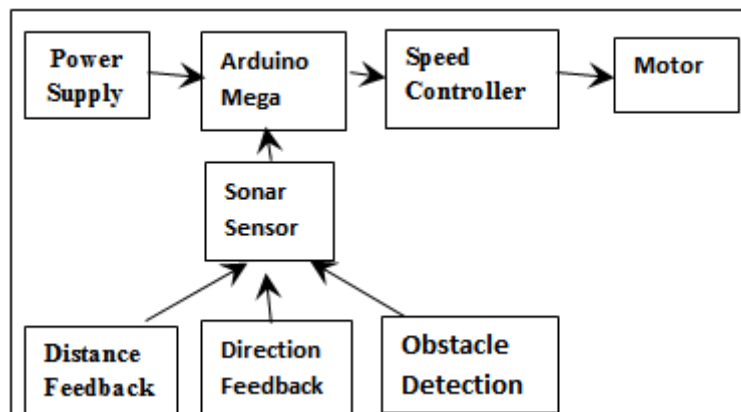 Power
Supply
Arduino
Mega
Speed
Controller
Motor
Sonar
Sensor
Distance
Feedback
Direction
Feedback
Obstacle
Detection